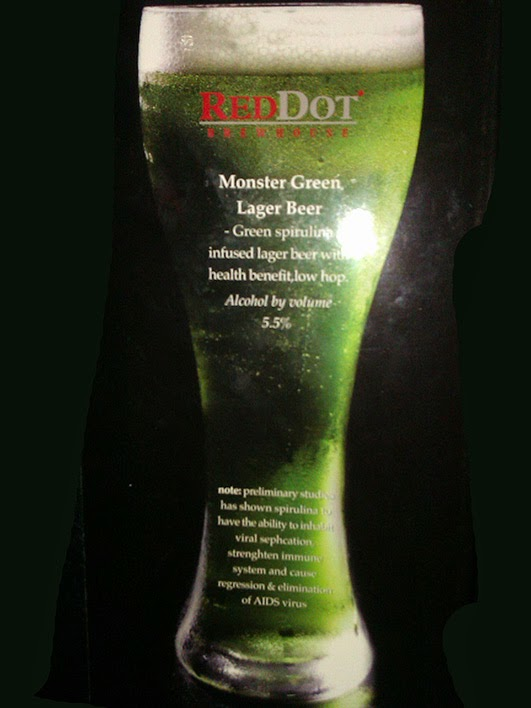 REDDOT
BREWHOUSE
Monster Green
Lager Beer
- Green spirulina
infused lager beer with
health benefit,low hop.
Alcohol by volume
5.5%
note: preliminary studies
has shown spirulina to
have the ability to
viral sephcation
strenghten immune
system and cause
regression & elimination
of AIDS virus